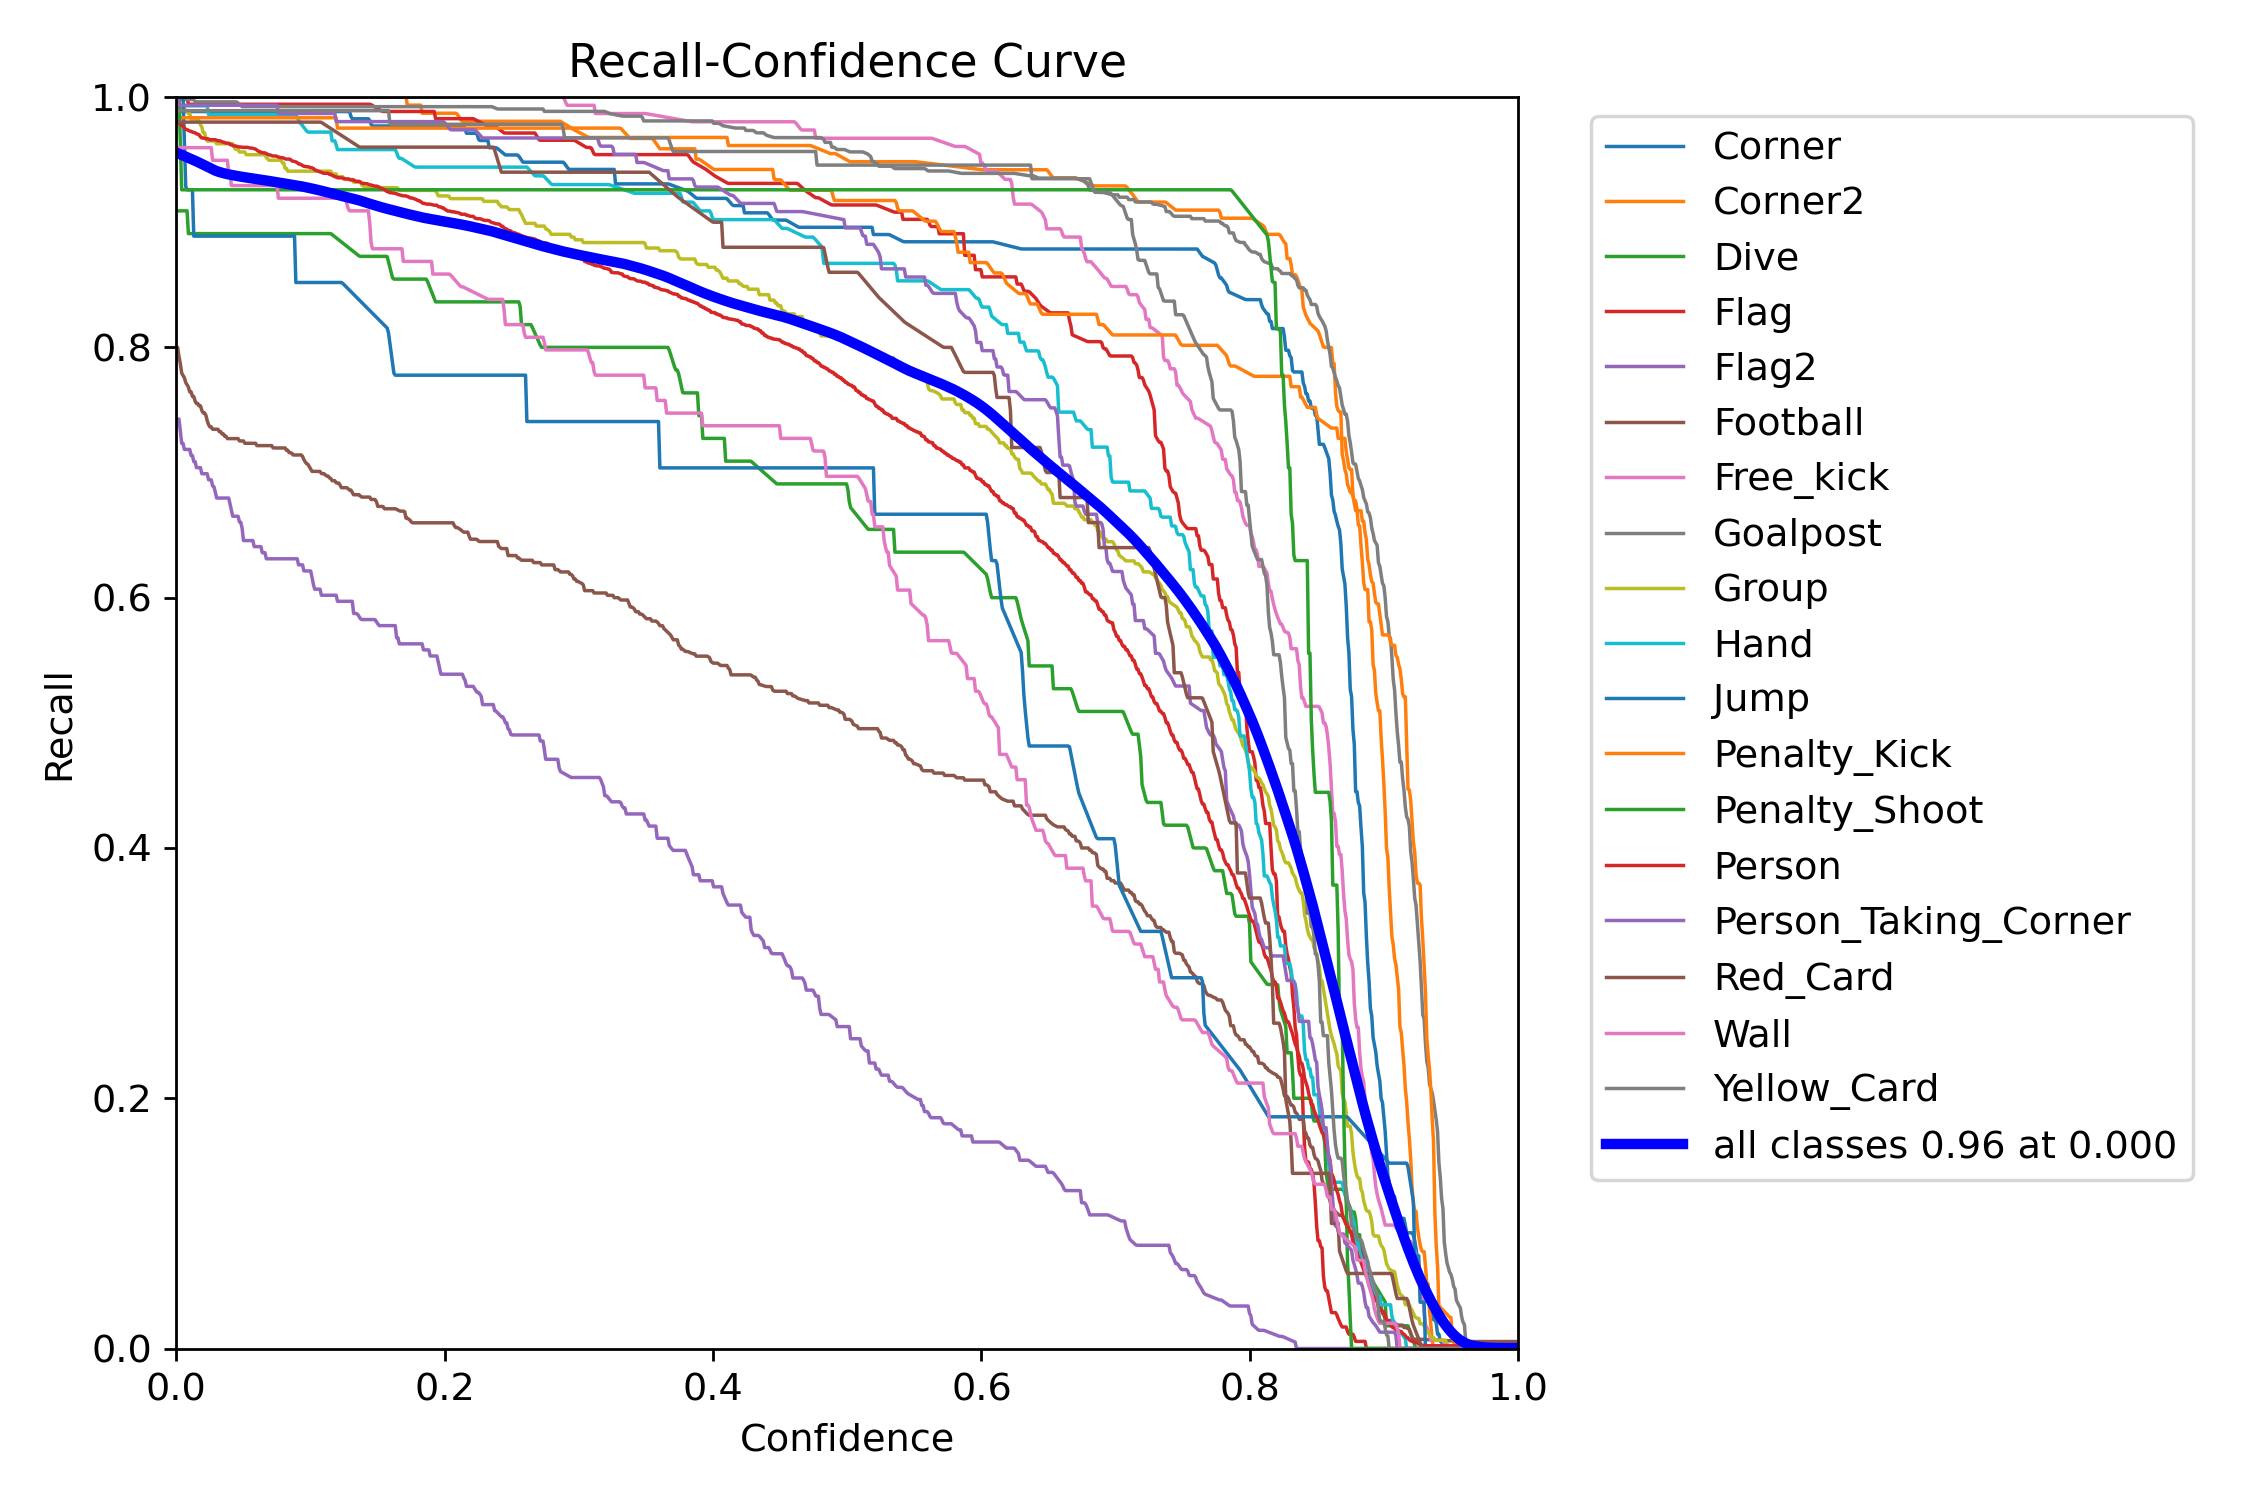 Recall-Confidence Curve
1.0
0.8
0.6
0.4
0.2
0.0
Recall
0.0 0.2 0.4 0.6 0.8 1.0
Confidence
Corner
Corner2
Dive
Flag
Flag2
Football
Free_kick
Goalpost
Group
Hand
Jump
Penalty_Kick
Penalty_Shoot
Person
Person_Taking_Corner
Red_Card
Wall
Yellow_Card
all classes 0.96 at 0.000